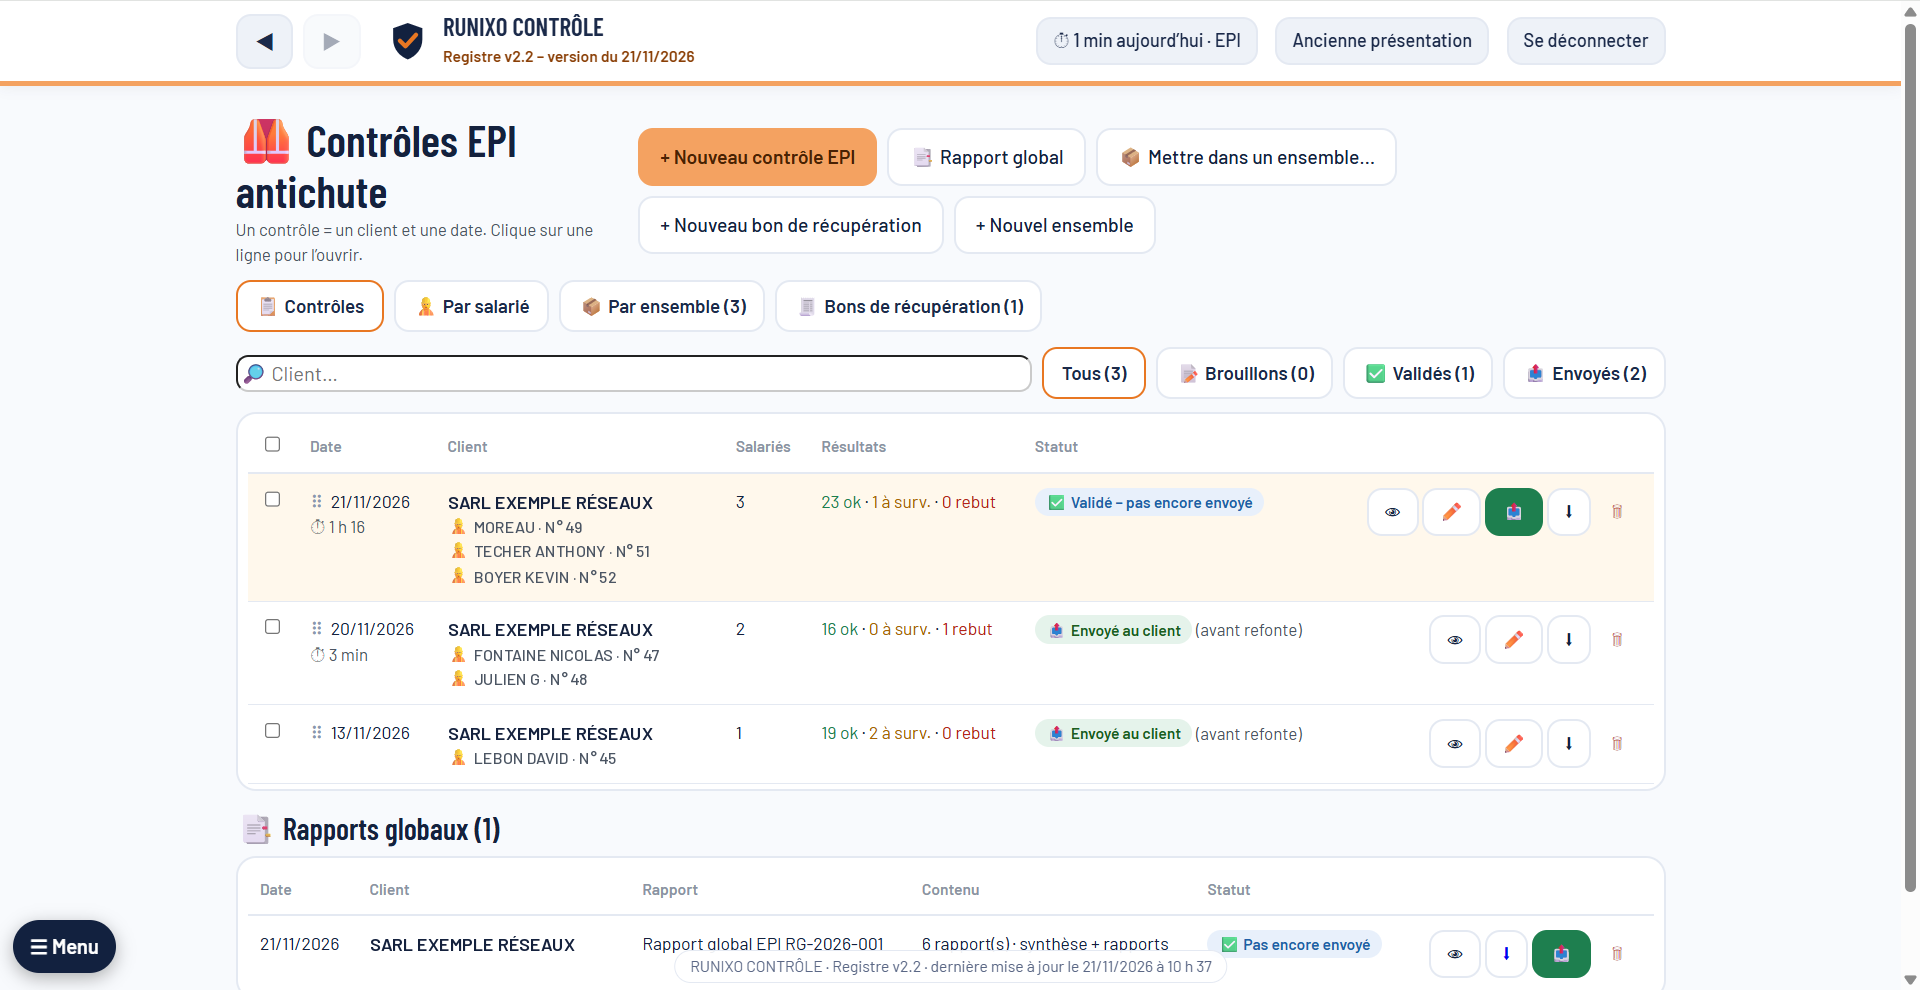 RUNIXO CONTRÔLE
Registre v2.2 – version du 21/11/2026
1 min aujourd'hui · EPI
Ancienne présentation
Se déconnecter
Contrôles EPI
antichute
Un contrôle = un client et une date. Clique sur une
ligne pour l'ouvrir.
+ Nouveau contrôle EPI
Rapport global
Mettre dans un ensemble...
+ Nouveau bon de récupération
+ Nouvel ensemble
Contrôles
Par salarié
Par ensemble (3)
Bons de récupération (1)
Client...
Tous (3)
Brouillons (0)
Validés (1)
Envoyés (2)
Date Client Salariés Résultats Statut
21/11/2026 SARL EXEMPLE RÉSEAUX 3 23 ok · 1 à surv. · 0 rebut Validé – pas encore envoyé
1 h 16 MOREAU · N° 49
TECHER ANTHONY · N° 51
BOYER KEVIN · N° 52
20/11/2026 SARL EXEMPLE RÉSEAUX 2 16 ok · 0 à surv. · 1 rebut Envoyé au client (avant refonte)
3 min FONTAINE NICOLAS · N° 47
JULIEN G · N° 48
13/11/2026 SARL EXEMPLE RÉSEAUX 1 19 ok · 2 à surv. · 0 rebut Envoyé au client (avant refonte)
LEBON DAVID · N° 45
Rapports globaux (1)
Date Client Rapport Contenu Statut
21/11/2026 SARL EXEMPLE RÉSEAUX Rapport global EPI RG-2026-001 6 rapport(s) · synthèse + rapports Pas encore envoyé
Menu
RUNIXO CONTRÔLE · Registre v2.2 · dernière mise à jour le 21/11/2026 à 10 h 37